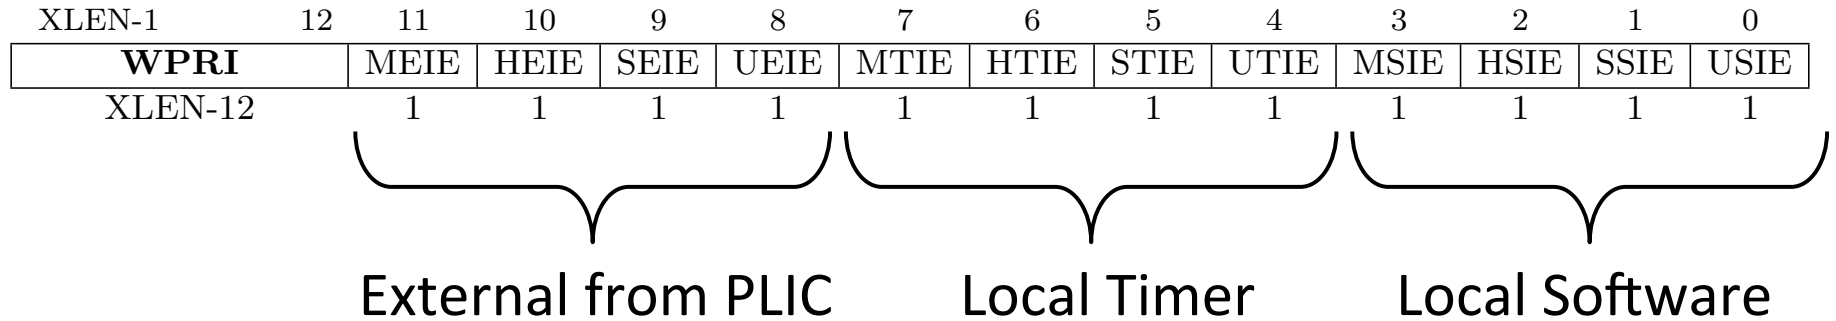 XLEN-1 12 11 10 9 8 7 6 5 4 3 2 1 0
WPRI MEIE HEIE SEIE UEIE MTIE HTIE STIE UTIE MSIE HSIE SSIE USIE
XLEN-12 1 1 1 1 1 1 1 1 1 1 1 1
External from PLIC Local Timer Local Software